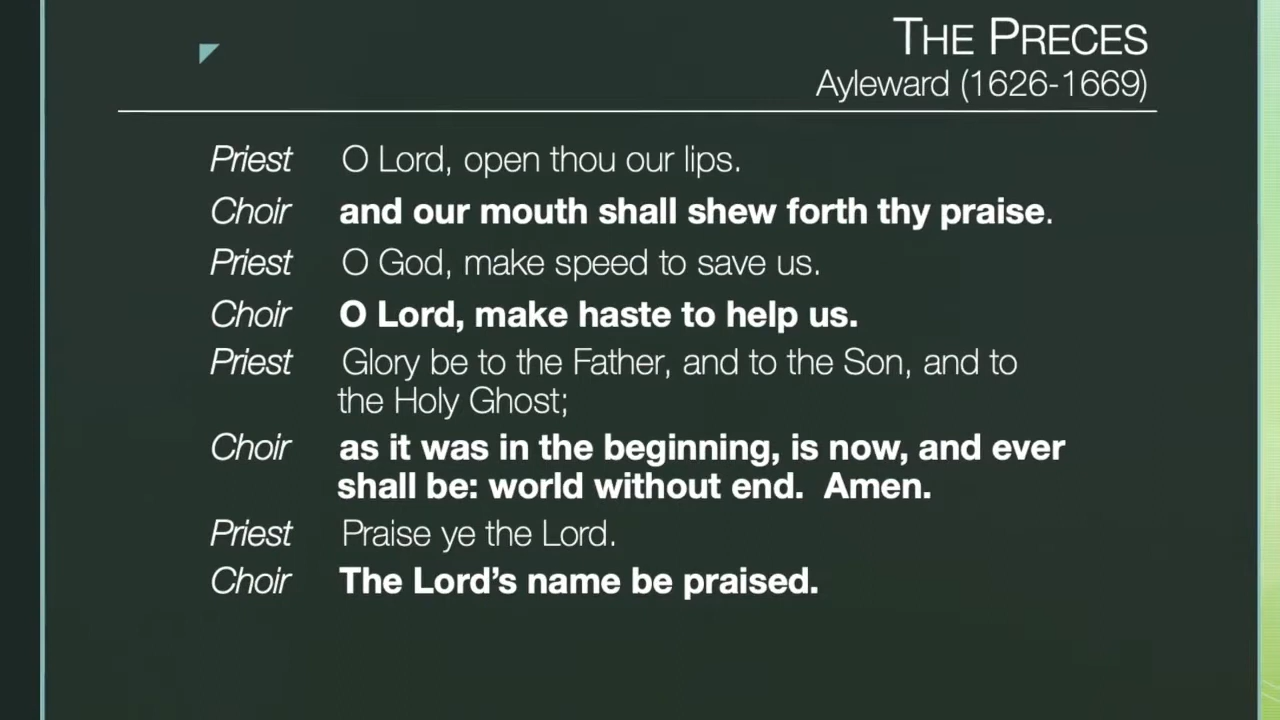 THE PRECES
Ayleward (1626-1669)
Priest O Lord, open thou our lips.
Choir and our mouth shall shew forth thy praise.
Priest O God, make speed to save us.
Choir O Lord, make haste to help us.
Priest Glory be to the Father, and to the Son, and to
the Holy Ghost;
Choir as it was in the beginning, is now, and ever
shall be: world without end. Amen.
Priest Praise ye the Lord.
Choir The Lord’s name be praised.